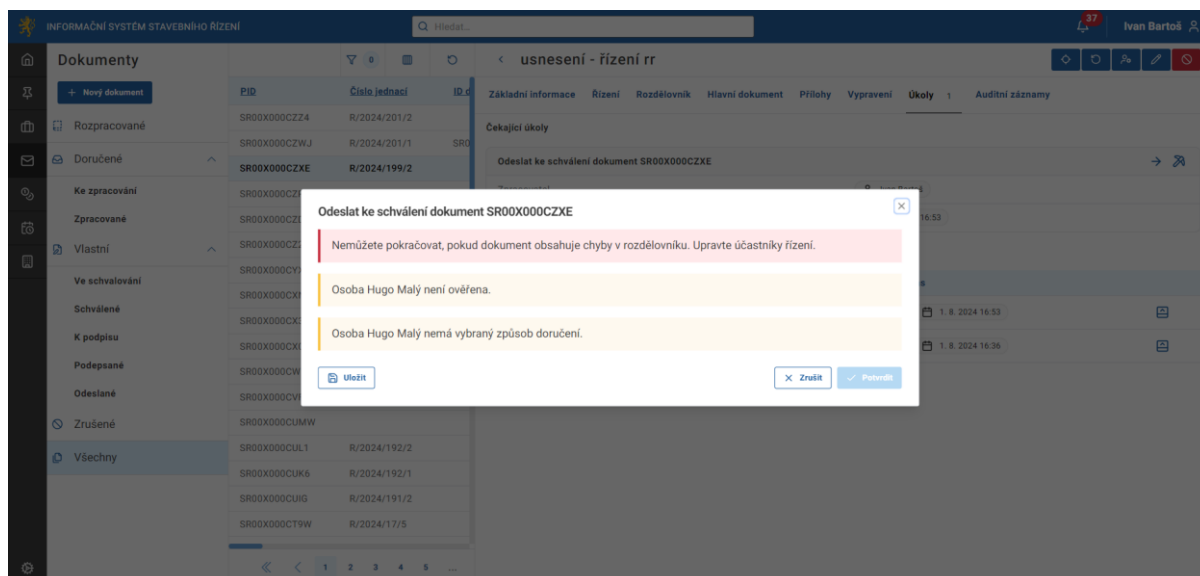 INFORMAČNÍ SYSTÉM STAVEBNÍHO ŘÍZENÍ
Hledat...
37
Ivan Bartoš
Dokumenty
0
usnesení - řízení rr
+ Nový dokument
PID Číslo jednací
Základní informace Řízení Rozdělovník Hlavní dokument Přílohy Vypravení Úkoly 1 Auditní záznamy
SR00X000CZZ4 R/2024/201/2
Rozpracované
Čekající úkoly
SR00X000CZWJ R/2024/201/1 SR0
Doručené
Odeslat ke schválení dokument SR00X000CZXE
SR00X000CZXE R/2024/199/2
Ke zpracování
Zpracované
16:53
Vlastní
Ve schvalování
Schválené
K podpisu
Podepsané
Odeslané
Zrušené
Všechny
Odeslat ke schválení dokument SR00X000CZXE
Nemůžete pokračovat, pokud dokument obsahuje chyby v rozdělovníku. Upravte účastníky řízení.
Osoba Hugo Malý není ověřena.
Osoba Hugo Malý nemá vybraný způsob doručení.
Uložit
Zrušit
Potvrdit
1. 8. 2024 16:53
1. 8. 2024 16:36
SR00X000CUMW
SR00X000CUL1 R/2024/192/2
SR00X000CUK6 R/2024/192/1
SR00X000CUIG R/2024/191/2
SR00X000CT9W R/2024/17/5
1 2 3 4 5 ...